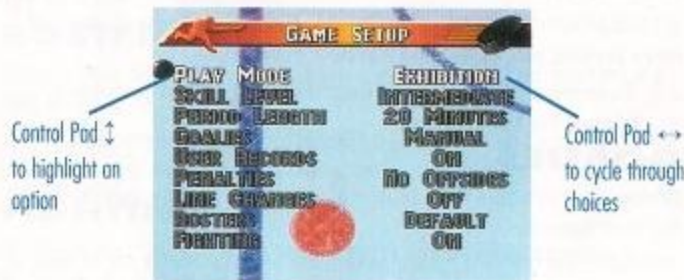 GAME SETUP
PLAY MODE EXHIBITION
SKILL LEVEL INTERMEDIATE
PERIOD LENGTH 20 MINUTES
GOALIES MANUAL
USER RECORDS ON
PENALTIES NO OFFSIDES
LINE CHANGES OFF
ROSTERS DEFAULT
FIGHTING ON
Control Pad ↕
to highlight an
option
Control Pad ↔
to cycle through
choices